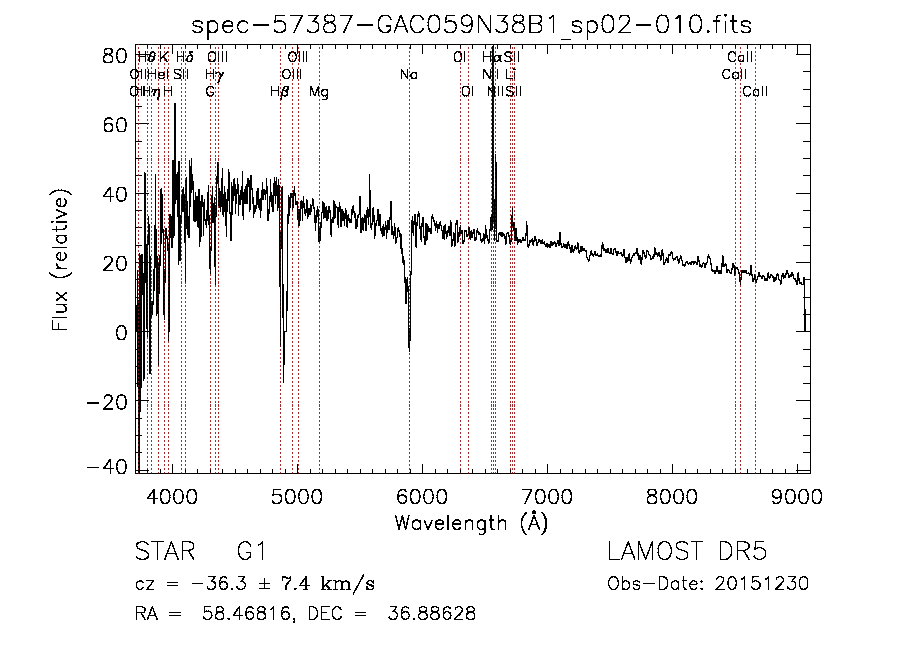 spec-57387-GAC059N38B1_sp02-010.fits
Hθ K Hδ OIII OIII OI Hα SII CaII
OII HeI SII Hγ OIII Na NII Li CaII
OII Hη H G Hβ Mg OI NII SII CaII
80
60
40
20
0
-20
-40
Flux (relative)
4000 5000 6000 7000 8000 9000
Wavelength (Å)
STAR G1 LAMOST DR5
cz = -36.3 ± 7.4 km/s Obs-Date: 20151230
RA = 58.46816, DEC = 36.88628